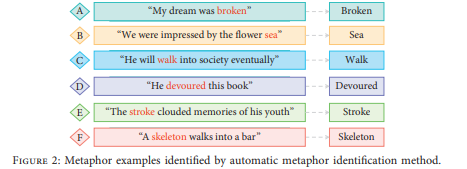 A "My dream was broken" Broken
B "We were impressed by the flower sea" Sea
C "He will walk into society eventually" Walk
D "He devoured this book" Devoured
E "The stroke clouded memories of his youth" Stroke
F "A skeleton walks into a bar" Skeleton
FIGURE 2: Metaphor examples identified by automatic metaphor identification method.